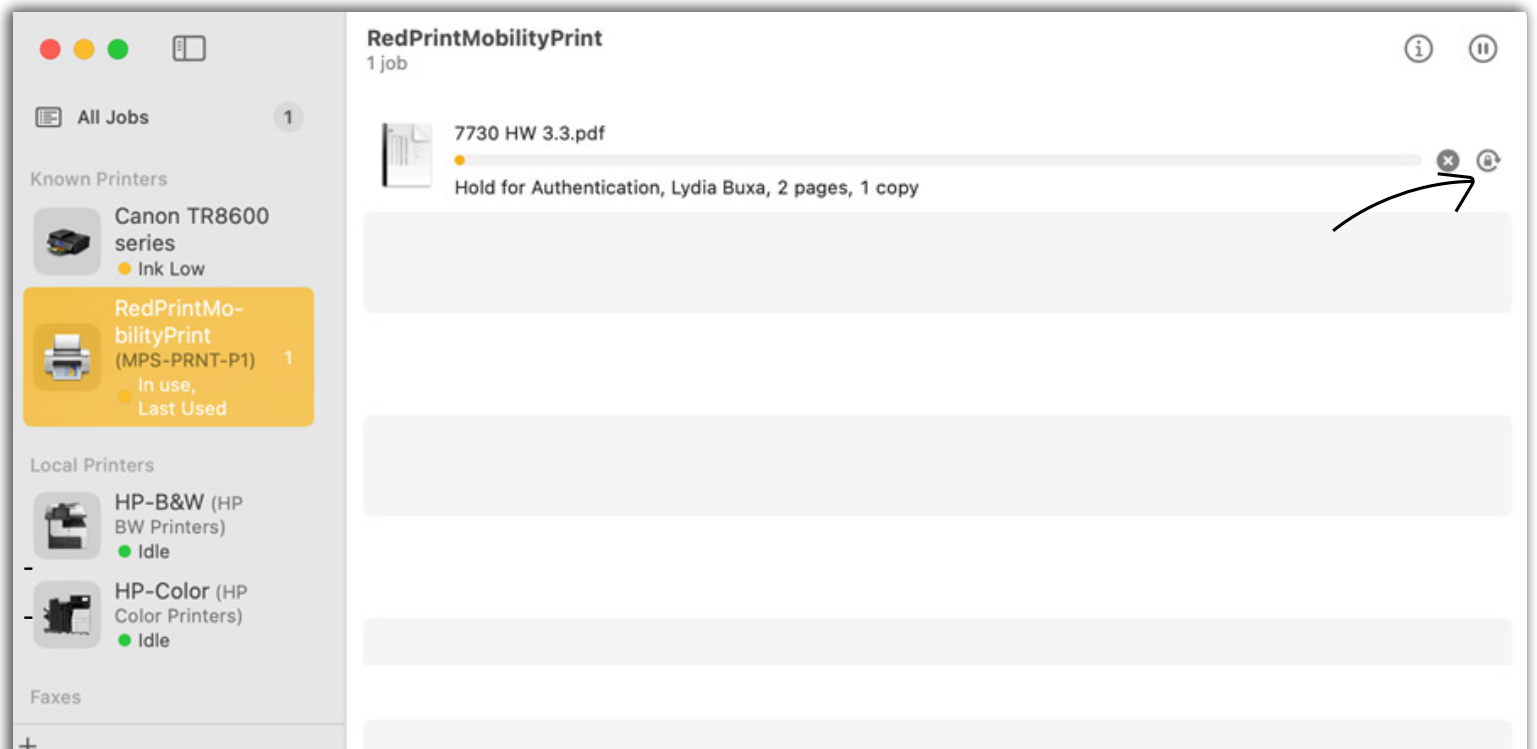 All Jobs 1
Known Printers
Canon TR8600
series
Ink Low
RedPrintMo-
bilityPrint
(MPS-PRNT-P1) 1
In use,
Last Used
Local Printers
HP-B&W (HP
BW Printers)
Idle
HP-Color (HP
Color Printers)
Idle
Faxes
RedPrintMobilityPrint
1 job
7730 HW 3.3.pdf
Hold for Authentication, Lydia Buxa, 2 pages, 1 copy